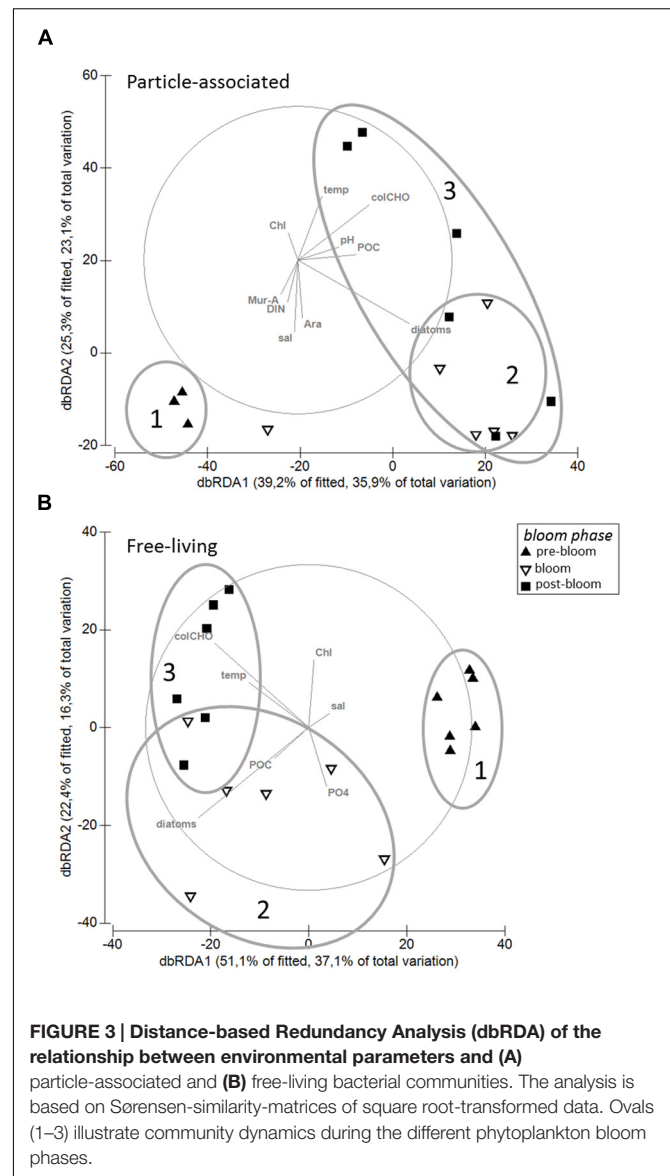 A
Particle-associated
60
40
20
0
-20
-60
-40
-20
0
20
40
dbRDA2 (25,3% of fitted, 23,1% of total variation)
temp
colCHO
Chl
pH
POC
Mur-A
DIN
Ara
sal
diatoms
3
2
1
dbRDA1 (39,2% of fitted, 35,9% of total variation)
B
Free-living
40
20
0
-20
-40
-40
-20
0
20
40
dbRDA2 (22,4% of fitted, 16,3% of total variation)
bloom phase
pre-bloom
bloom
post-bloom
colCHO
Chl
temp
sal
POC
PO4
diatoms
3
1
2
dbRDA1 (51,1% of fitted, 37,1% of total variation)
FIGURE 3 | Distance-based Redundancy Analysis (dbRDA) of the
relationship between environmental parameters and (A)
particle-associated and (B) free-living bacterial communities. The analysis is
based on Sørensen-similarity-matrices of square root-transformed data. Ovals
(1–3) illustrate community dynamics during the different phytoplankton bloom
phases.